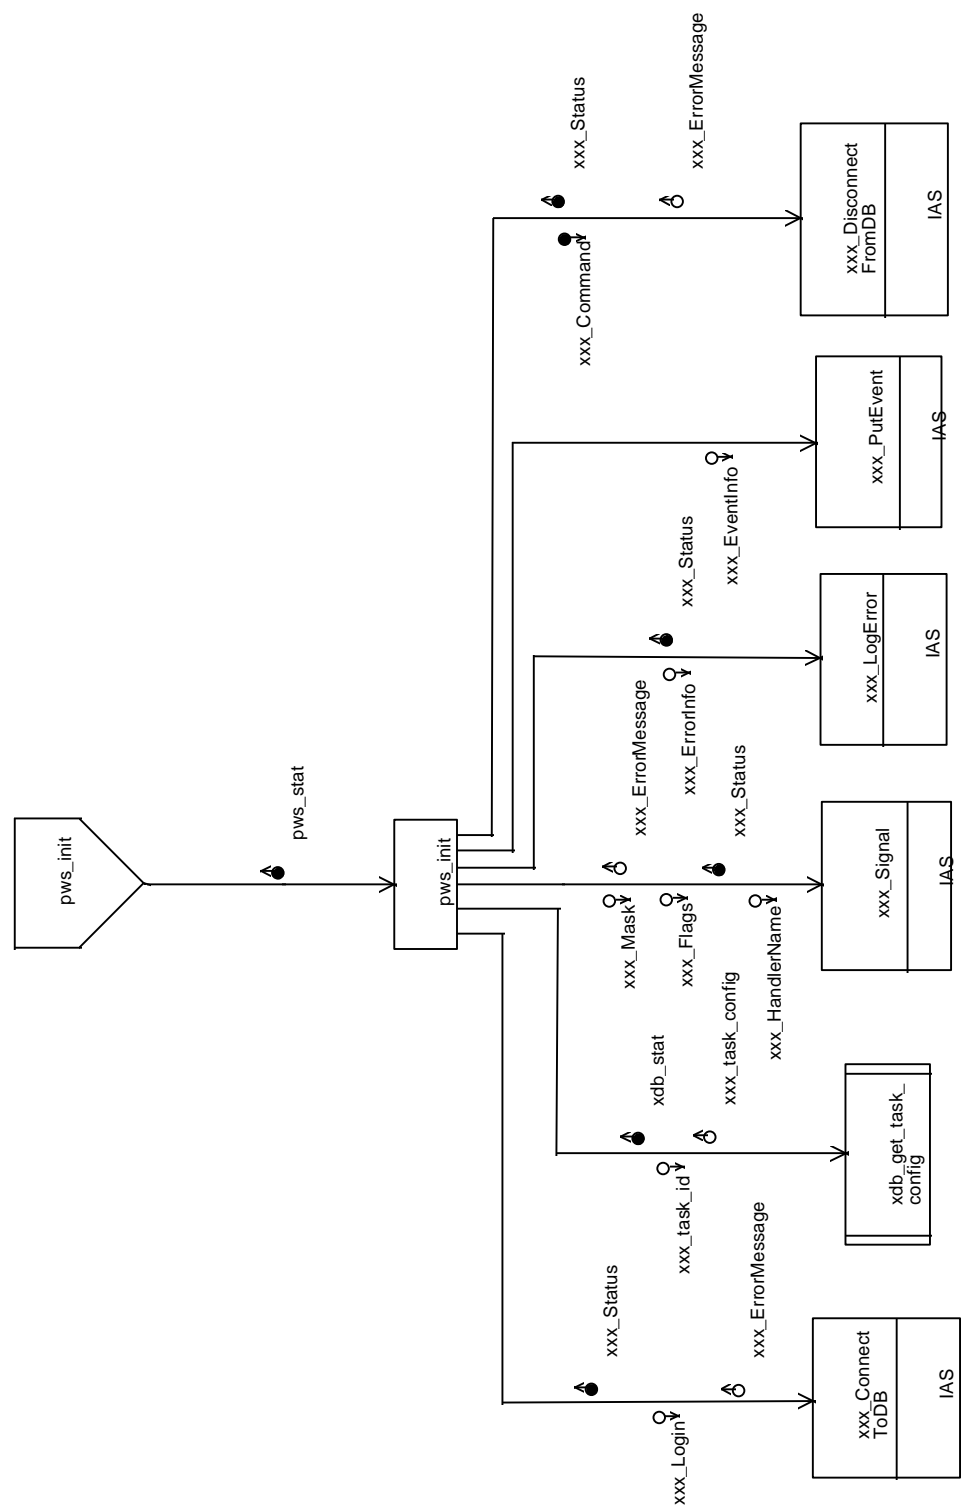 pws_init
pws_stat
pws_init
xxx_Status
xxx_Login
xxx_ErrorMessage
xxx_Connect
ToDB
IAS
xdb_stat
xxx_task_id
xxx_task_config
xdb_get_task_
config
xxx_ErrorMessage
xxx_Mask
xxx_Flags
xxx_Status
xxx_HandlerName
xxx_Signal
IAS
xxx_Status
xxx_ErrorInfo
xxx_LogError
IAS
xxx_EventInfo
xxx_PutEvent
IAS
xxx_Status
xxx_Command
xxx_ErrorMessage
xxx_Disconnect
FromDB
IAS